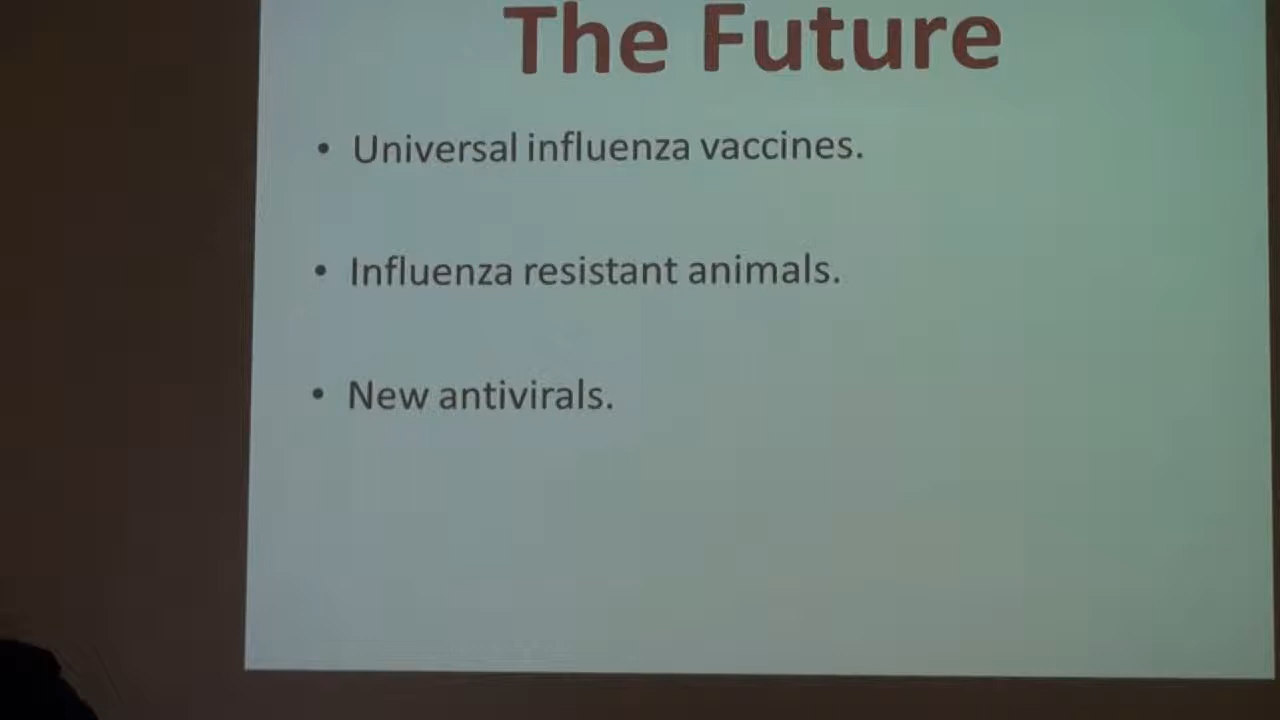 The Future
• Universal influenza vaccines.
• Influenza resistant animals.
• New antivirals.